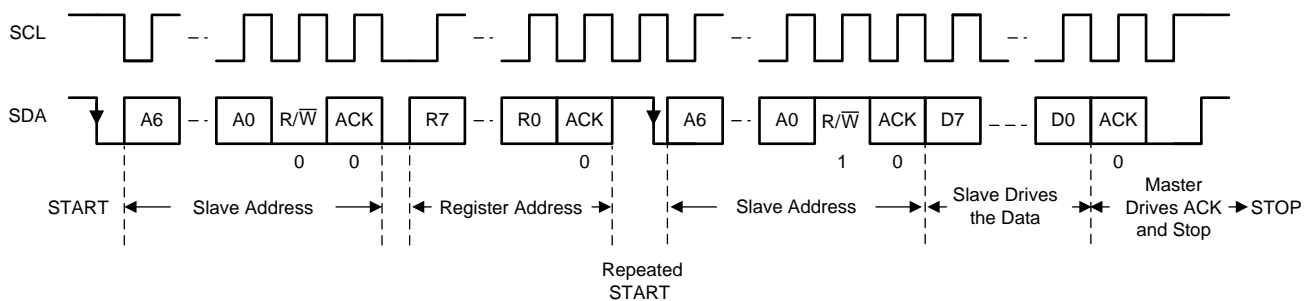 SCL
SDA A6 A0 R/W̅ ACK R7 R0 ACK A6 A0 R/W̅ ACK D7 D0 ACK
0 0 0 1 0 0
START Slave Address Register Address Slave Address Slave Drives the Data Master Drives ACK and Stop STOP
Repeated
START